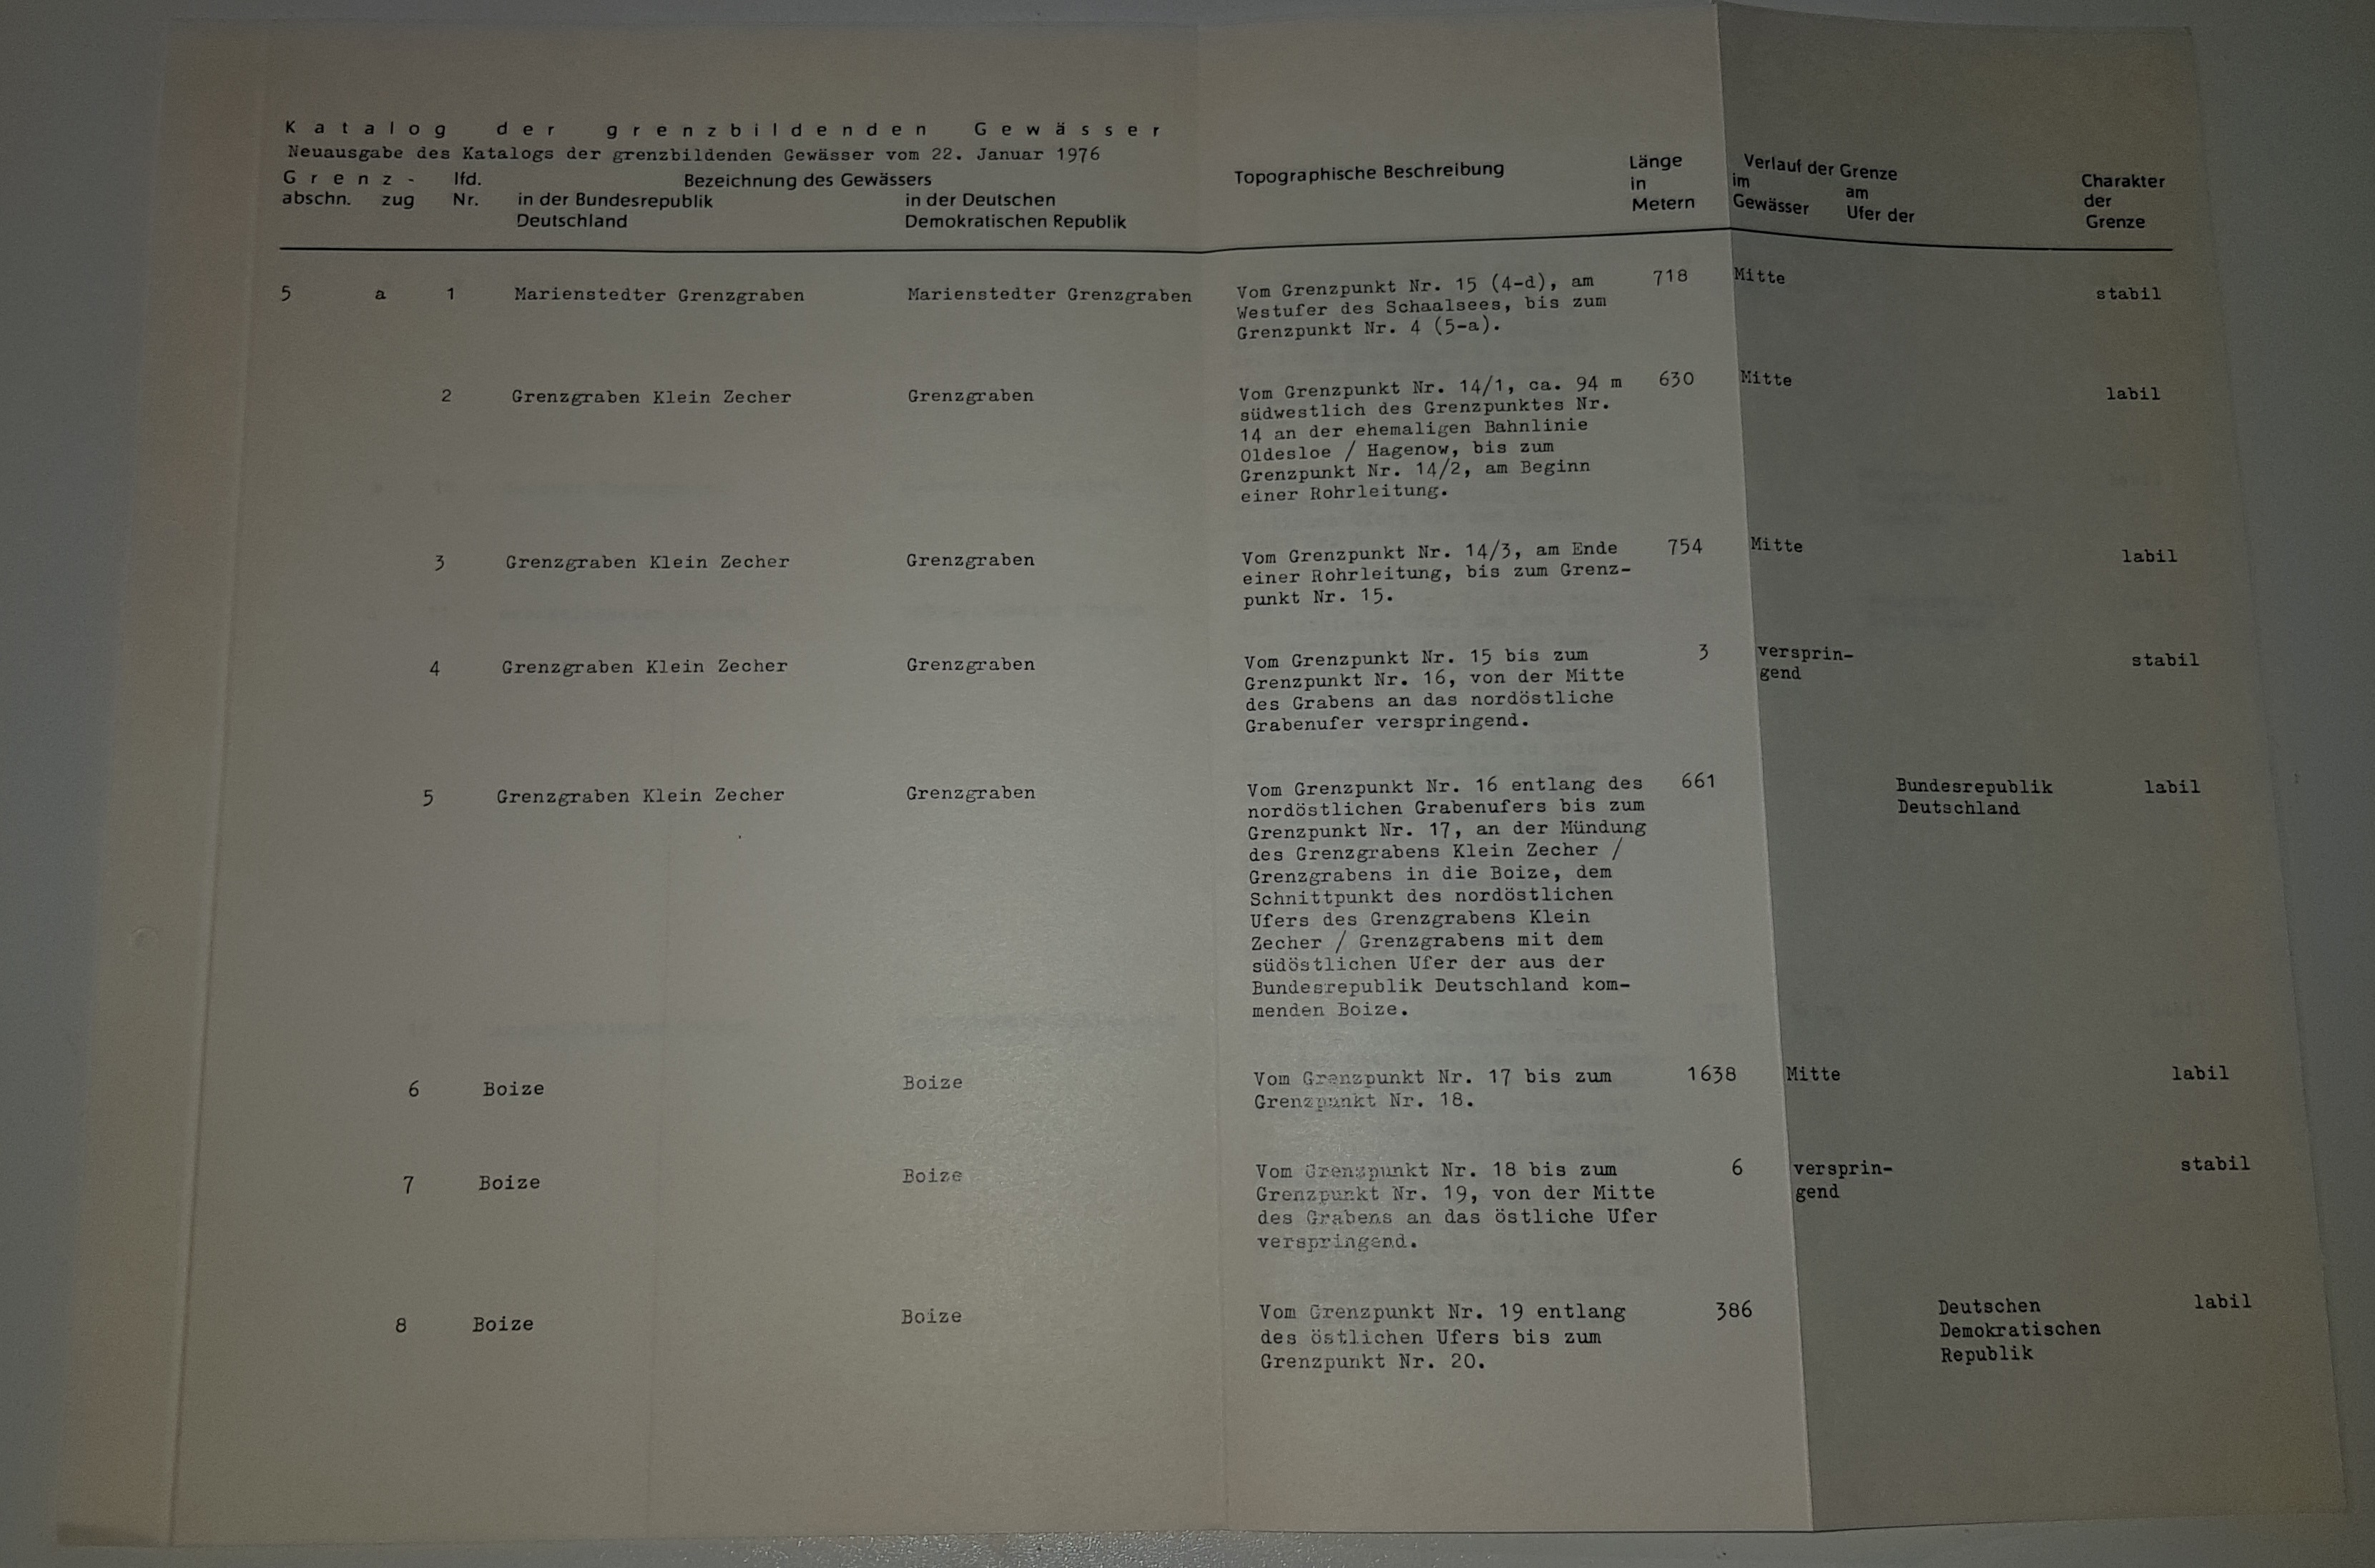 Katalog der grenzbildenden Gewässer
Neuausgabe des Katalogs der grenzbildenden Gewässer vom 22. Januar 1976
Grenz- lfd. Bezeichnung des Gewässers Topographische Beschreibung Länge Verlauf der Grenze Charakter
abschn. zug Nr. in der Bundesrepublik in der Deutschen in im am der
Deutschland Demokratischen Republik Metern Gewässer Ufer der Grenze
5 a 1 Marienstedter Grenzgraben Marienstedter Grenzgraben Vom Grenzpunkt Nr. 15 (4-d), am 718 Mitte stabil
Westufer des Schaalsees, bis zum
Grenzpunkt Nr. 4 (5-a).
2 Grenzgraben Klein Zecher Grenzgraben Vom Grenzpunkt Nr. 14/1, ca. 94 m 630 Mitte labil
südwestlich des Grenzpunktes Nr.
14 an der ehemaligen Bahnlinie
Oldesloe / Hagenow, bis zum
Grenzpunkt Nr. 14/2, am Beginn
einer Rohrleitung.
3 Grenzgraben Klein Zecher Grenzgraben Vom Grenzpunkt Nr. 14/3, am Ende 754 Mitte labil
einer Rohrleitung, bis zum Grenz-
punkt Nr. 15.
4 Grenzgraben Klein Zecher Grenzgraben Vom Grenzpunkt Nr. 15 bis zum 3 versprin- stabil
Grenzpunkt Nr. 16, von der Mitte gend
des Grabens an das nordöstliche
Grabenufer verspringend.
5 Grenzgraben Klein Zecher Grenzgraben Vom Grenzpunkt Nr. 16 entlang des 661 Bundesrepublik labil
nordöstlichen Grabenufers bis zum Deutschland
Grenzpunkt Nr. 17, an der Mündung
des Grenzgrabens Klein Zecher /
Grenzgrabens in die Boize, dem
Schnittpunkt des nordöstlichen
Ufers des Grenzgrabens Klein
Zecher / Grenzgrabens mit dem
südöstlichen Ufer der aus der
Bundesrepublik Deutschland kom-
menden Boize.
6 Boize Boize Vom Grenzpunkt Nr. 17 bis zum 1638 Mitte labil
Grenzpunkt Nr. 18.
7 Boize Boize Vom Grenzpunkt Nr. 18 bis zum 6 versprin- stabil
Grenzpunkt Nr. 19, von der Mitte gend
des Grabens an das östliche Ufer
verspringend.
8 Boize Boize Vom Grenzpunkt Nr. 19 entlang 386 Deutschen labil
des östlichen Ufers bis zum Demokratischen
Grenzpunkt Nr. 20. Republik